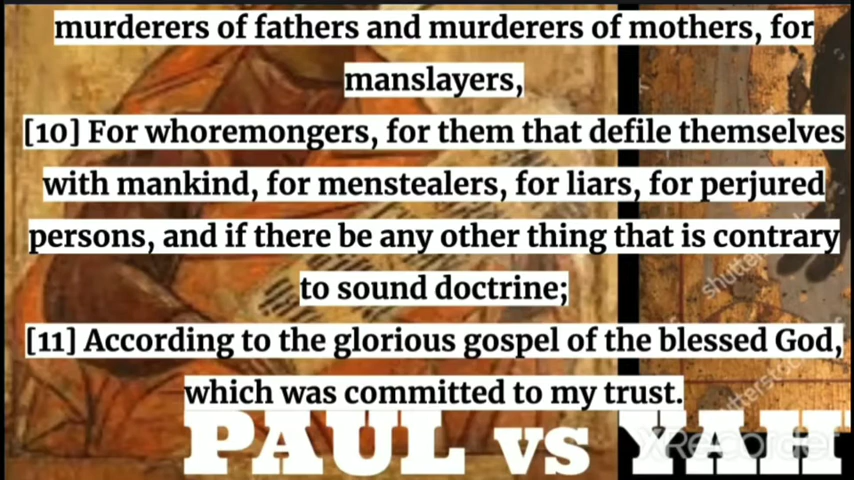 murderers of fathers and murderers of mothers, for
manslayers,
[10] For whoremongers, for them that defile themselves
with mankind, for menstealers, for liars, for perjured
persons, and if there be any other thing that is contrary
to sound doctrine;
[11] According to the glorious gospel of the blessed God,
which was committed to my trust.
PAUL vs YAH
XRecorder